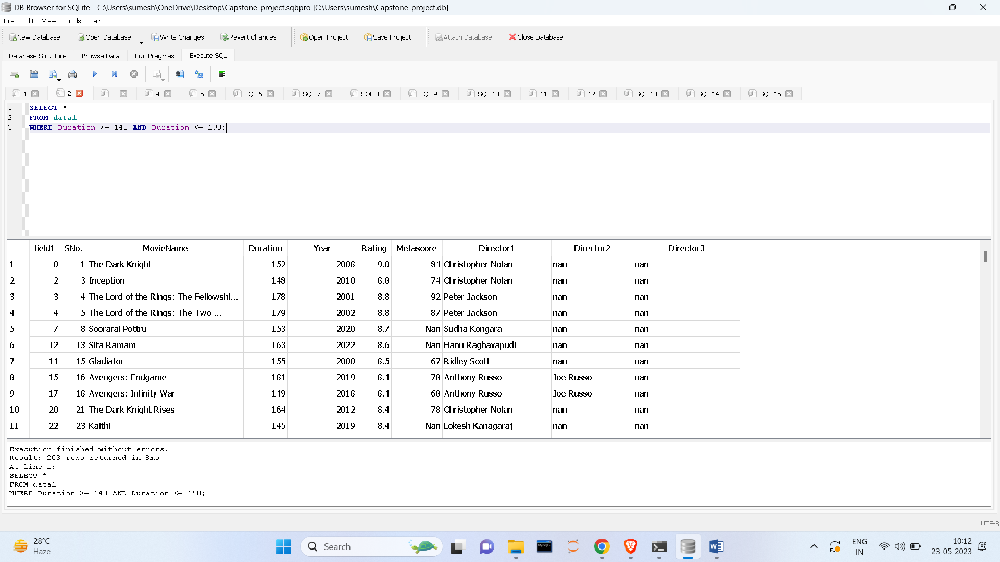 DB Browser for SQLite - C:\Users\sumesh\OneDrive\Desktop\Capstone_project.sqbpro [C:\Users\sumesh\Capstone_project.db]
File Edit View Tools Help
New Database Open Database Write Changes Revert Changes Open Project Save Project Attach Database Close Database
Database Structure Browse Data Edit Pragmas Execute SQL
1 2 3 4 5 SQL 6 SQL 7 SQL 8 SQL 9 SQL 10 11 12 SQL 13 SQL 14 SQL 15
1 SELECT *
2 FROM data1
3 WHERE Duration >= 140 AND Duration <= 190;
field1 SNo. MovieName Duration Year Rating Metascore Director1 Director2 Director3
1 0 1 The Dark Knight 152 2008 9.0 84 Christopher Nolan nan nan
2 2 3 Inception 148 2010 8.8 74 Christopher Nolan nan nan
3 3 4 The Lord of the Rings: The Fellowshi... 178 2001 8.8 92 Peter Jackson nan nan
4 4 5 The Lord of the Rings: The Two ... 179 2002 8.8 87 Peter Jackson nan nan
5 7 8 Soorarai Pottru 153 2020 8.7 Nan Sudha Kongara nan nan
6 12 13 Sita Ramam 163 2022 8.6 Nan Hanu Raghavapudi nan nan
7 14 15 Gladiator 155 2000 8.5 67 Ridley Scott nan nan
8 15 16 Avengers: Endgame 181 2019 8.4 78 Anthony Russo Joe Russo nan
9 17 18 Avengers: Infinity War 149 2018 8.4 68 Anthony Russo Joe Russo nan
10 20 21 The Dark Knight Rises 164 2012 8.4 78 Christopher Nolan nan nan
11 22 23 Kaithi 145 2019 8.4 Nan Lokesh Kanagaraj nan nan
Execution finished without errors.
Result: 203 rows returned in 8ms
At line 1:
SELECT *
FROM data1
WHERE Duration >= 140 AND Duration <= 190;
UTF-8
28°C
Haze
Search
MySQL
ENG
IN
10:12
23-05-2023